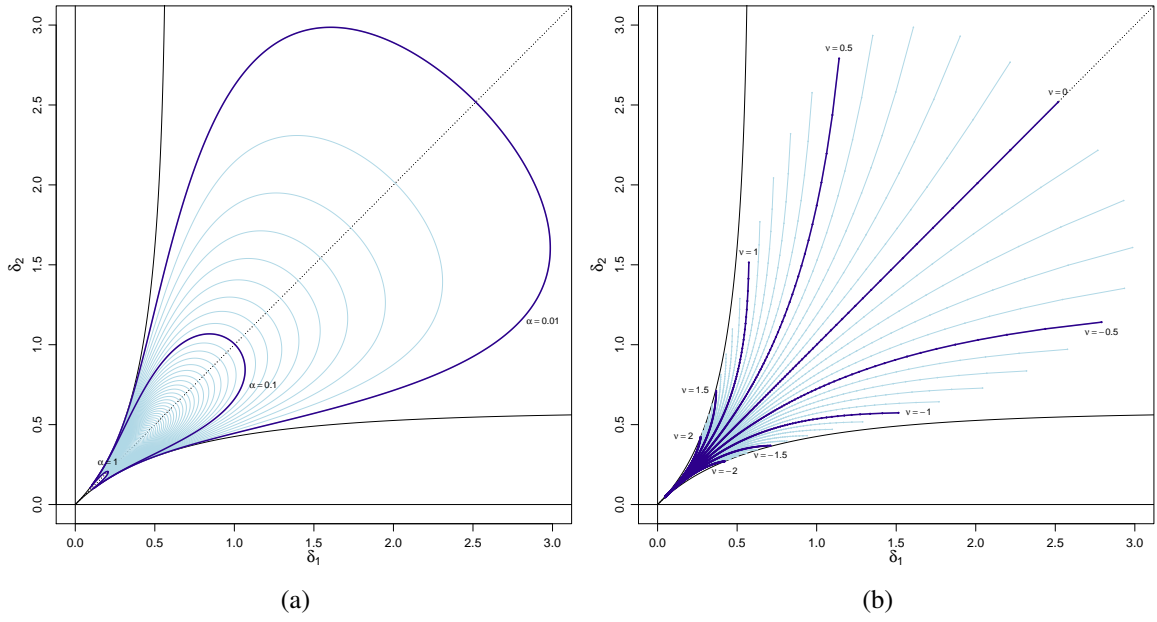 3.0
2.5
2.0
1.5
1.0
0.5
0.0
δ₂
α = 0.01
α = 0.1
α = 1
0.0 0.5 1.0 1.5 2.0 2.5 3.0
δ₁
(a)
3.0
2.5
2.0
1.5
1.0
0.5
0.0
δ₂
ν = 0.5
ν = 0
ν = 1
ν = −0.5
ν = 1.5
ν = −1
ν = 2
ν = −1.5
ν = −2
0.0 0.5 1.0 1.5 2.0 2.5 3.0
δ₁
(b)